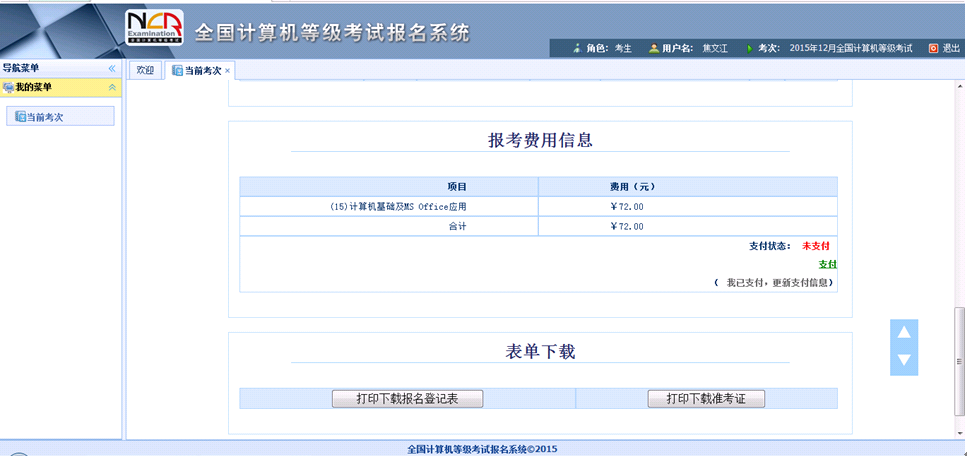 NCR
Examination
全国计算机等级考试报名系统
角色： 考生 用户名： 焦文江 考次： 2015年12月全国计算机等级考试 退出
导航菜单
欢迎 当前考次
我的菜单
当前考次
报考费用信息
项目 费用（元）
(15)计算机基础及MS Office应用 ￥72.00
合计 ￥72.00
支付状态： 未支付
支付
（ 我已支付，更新支付信息）
表单下载
打印下载报名登记表 打印下载准考证
全国计算机等级考试报名系统©2015